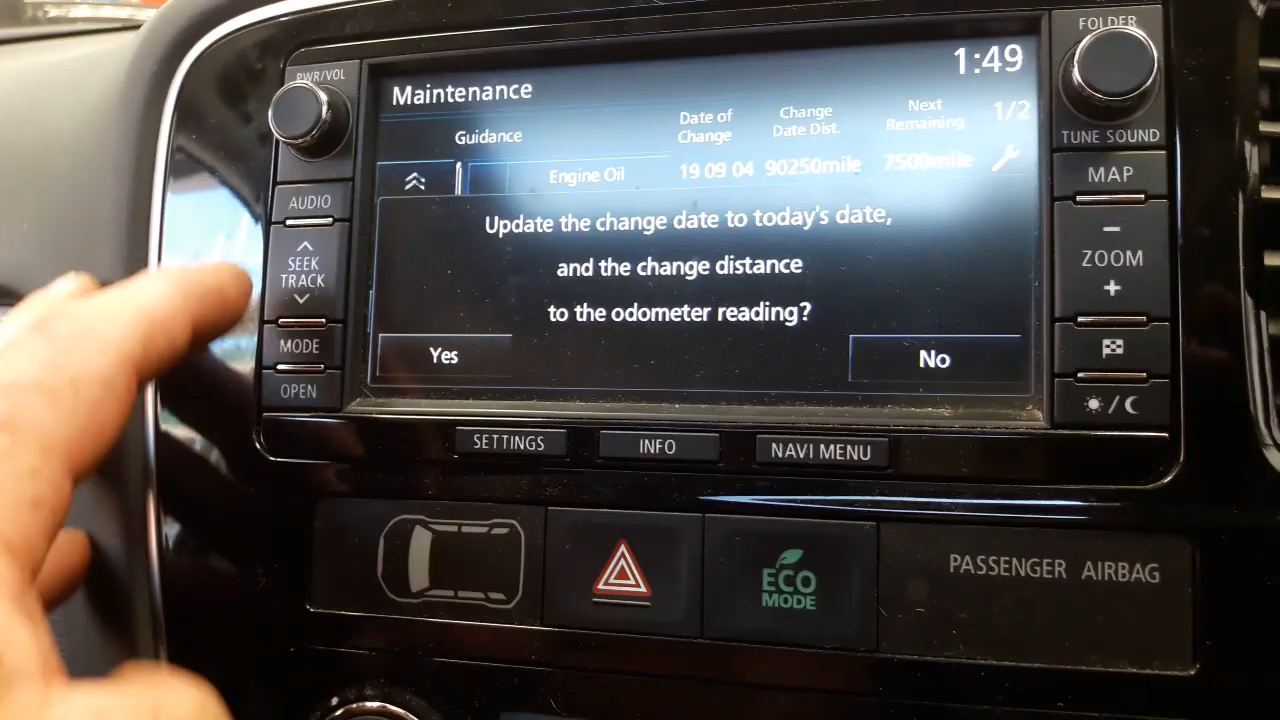 FOLDER
PWR/VOL
1:49
Maintenance
Guidance
Date of
Change
Change
Date Dist.
Next
Remaining
1/2
Engine Oil 19 09 04 90250mile 7500mile
Update the change date to today's date,
and the change distance
to the odometer reading?
Yes
No
AUDIO
SEEK
TRACK
MODE
OPEN
TUNE SOUND
MAP
ZOOM
SETTINGS
INFO
NAVI MENU
ECO
MODE
PASSENGER AIRBAG